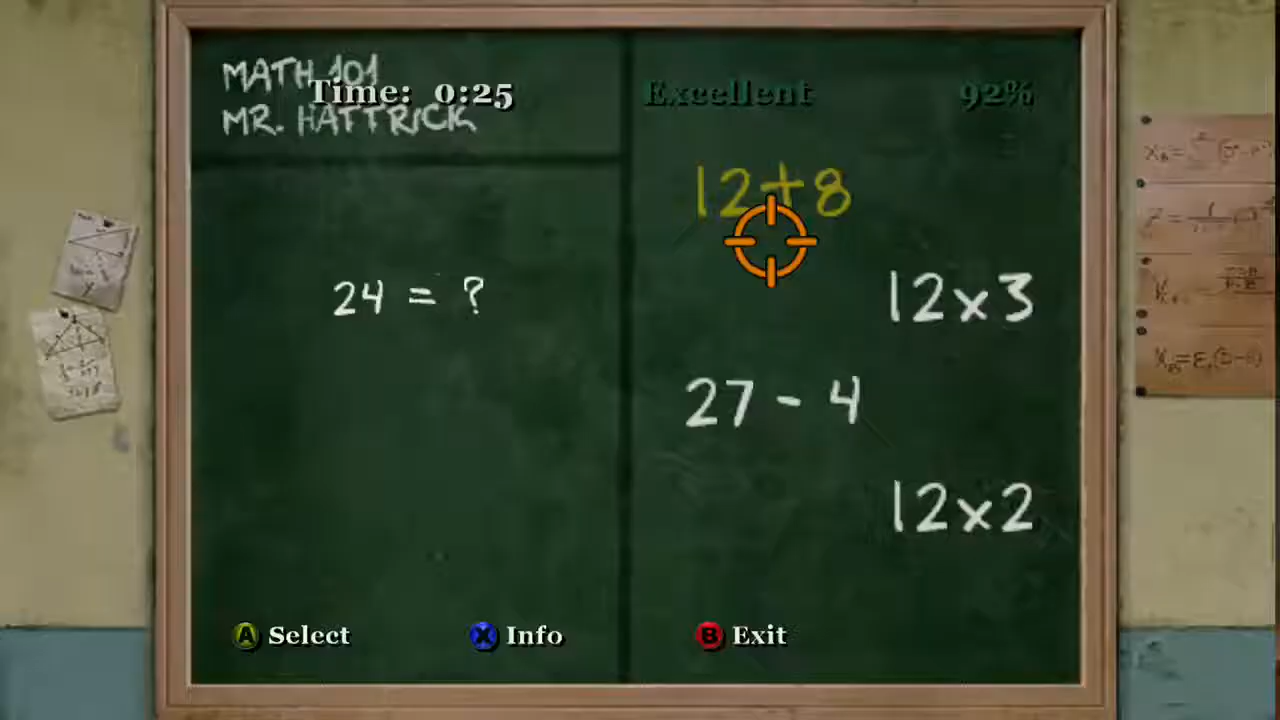 MATH 101
Time: 0:25
Excellent 92%
MR. HATTRICK
12+8
24 = ?
12x3
27 - 4
12x2
A Select
X Info
B Exit